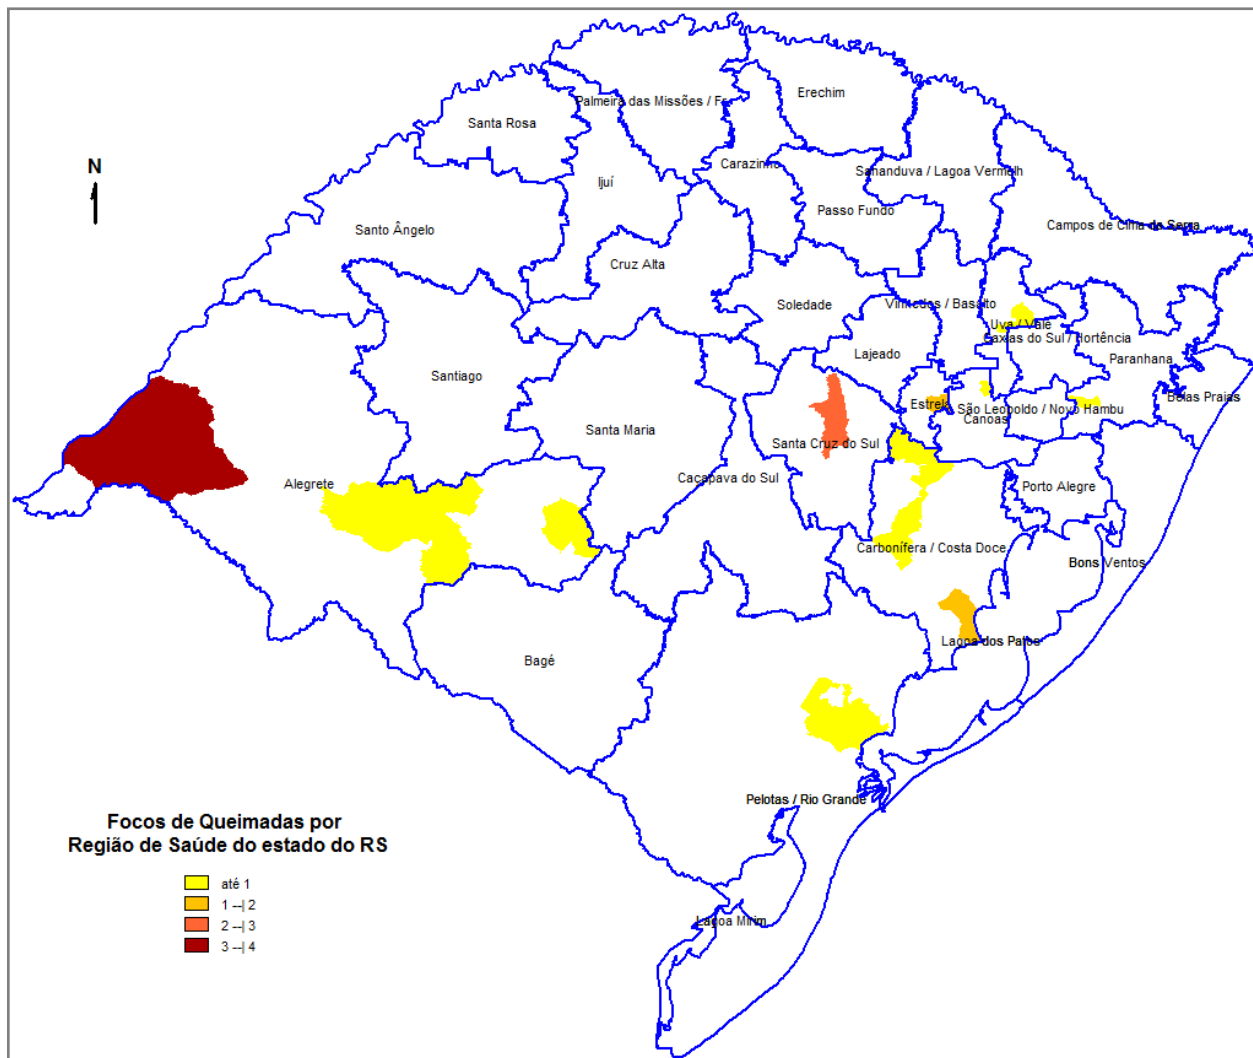 Erechim
Palmeira das Missões / Fr
Santa Rosa
Carazinho
Sananduva / Lagoa Vermelh
Ijuí
Passo Fundo
Campos de Cima da Serra
Santo Ângelo
Cruz Alta
Soledade
Vinhedos / Basalto
Uva / Vale
Caxias do Sul / Hortência
Lajeado
Paranhana
Santiago
Belas Praias
Estrela
São Leopoldo / Novo Hambu
Canoas
Santa Maria
Santa Cruz do Sul
Caçapava do Sul
Alegrete
Porto Alegre
Carbonífera / Costa Doce
Bons Ventos
Lagoa dos Patos
Bagé
Pelotas / Rio Grande
Lagoa Mirim
N
Focos de Queimadas por
Região de Saúde do estado do RS
até 1
1 --| 2
2 --| 3
3 --| 4